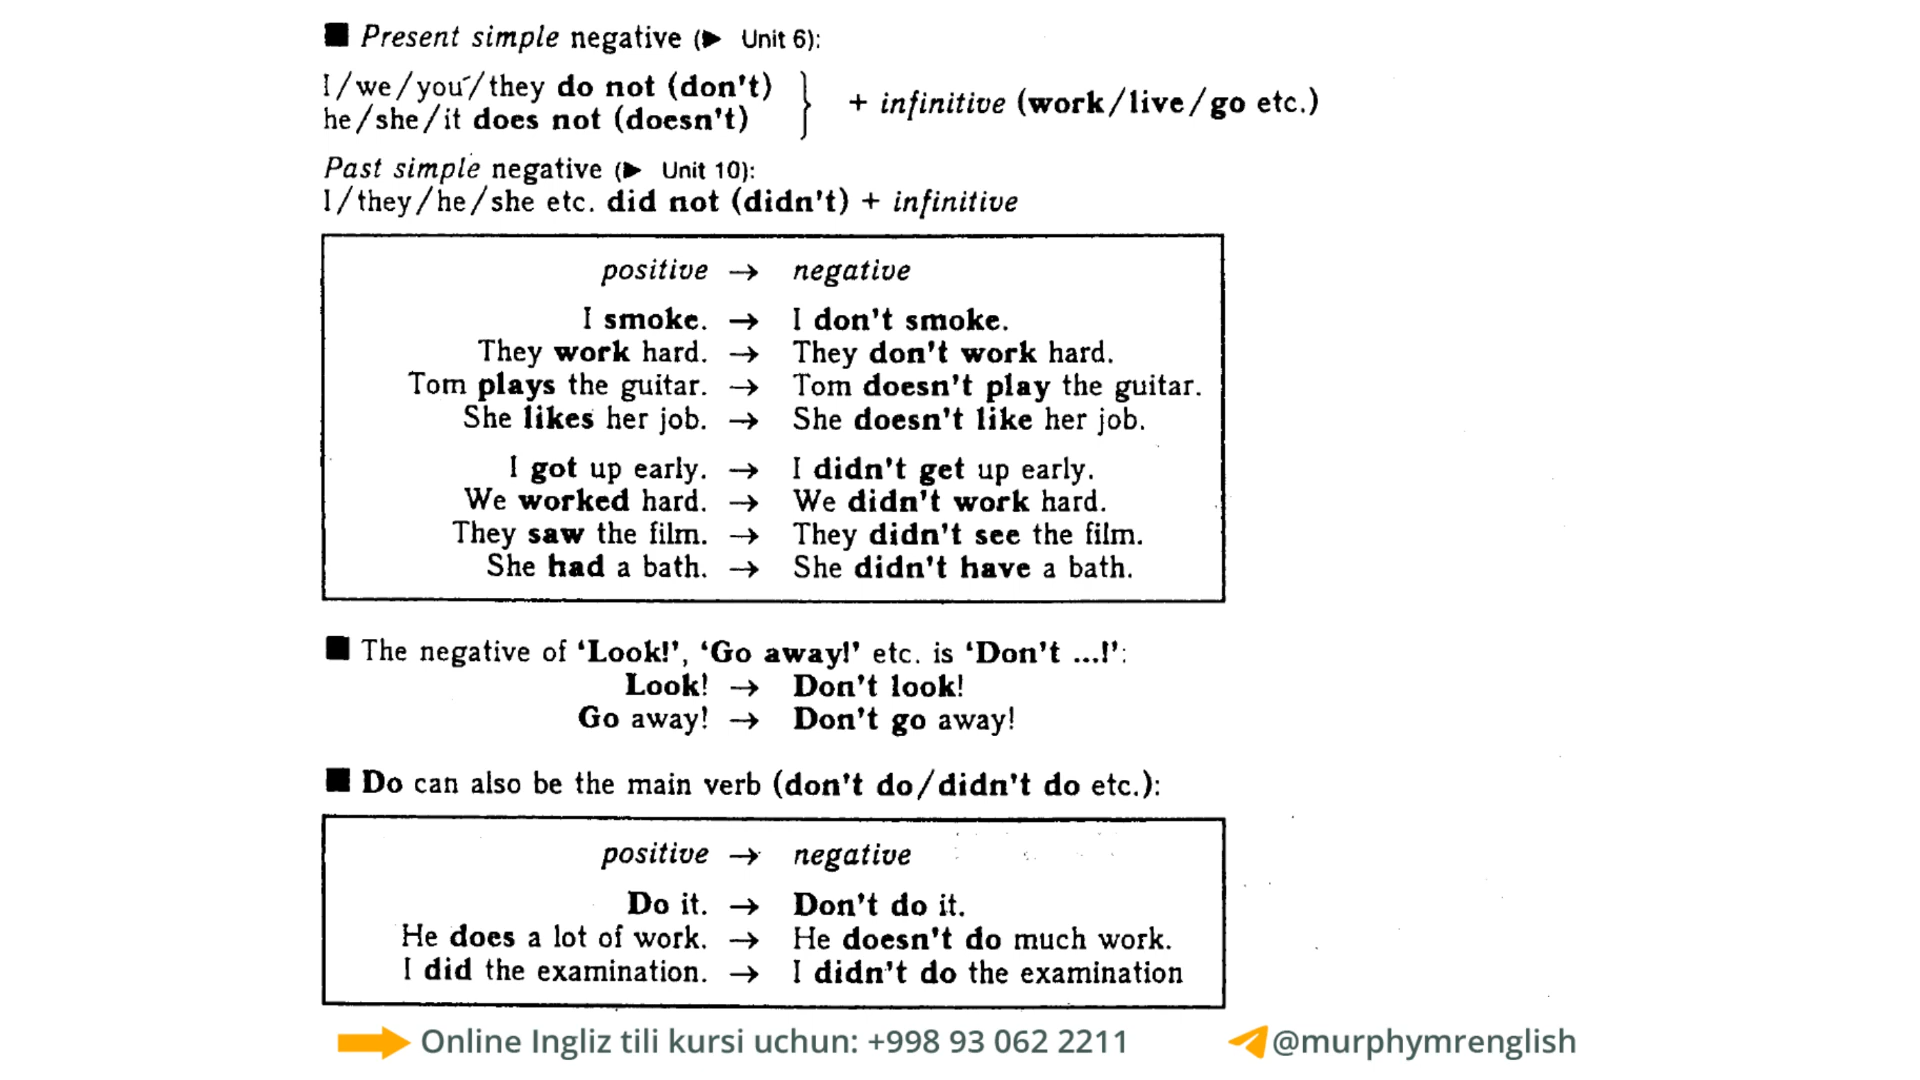 ■ Present simple negative (► Unit 6):
I/we/you/they do not (don't)
he/she/it does not (doesn't)
} + infinitive (work/live/go etc.)
Past simple negative (► Unit 10):
I/they/he/she etc. did not (didn't) + infinitive
positive → negative
I smoke. → I don't smoke.
They work hard. → They don't work hard.
Tom plays the guitar. → Tom doesn't play the guitar.
She likes her job. → She doesn't like her job.
I got up early. → I didn't get up early.
We worked hard. → We didn't work hard.
They saw the film. → They didn't see the film.
She had a bath. → She didn't have a bath.
■ The negative of ‘Look!’, ‘Go away!’ etc. is ‘Don't ...!’:
Look! → Don't look!
Go away! → Don't go away!
■ Do can also be the main verb (don't do/didn't do etc.):
positive → negative
Do it. → Don't do it.
He does a lot of work. → He doesn't do much work.
I did the examination. → I didn't do the examination
Online Ingliz tili kursi uchun: +998 93 062 2211
@murphymrenglish